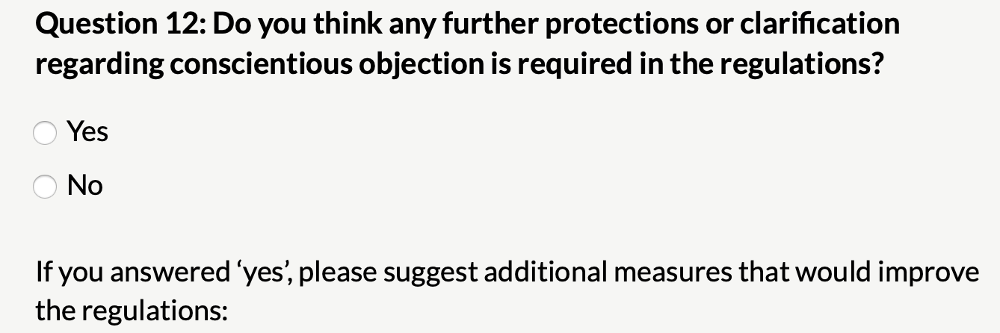 Question 12: Do you think any further protections or clarification
regarding conscientious objection is required in the regulations?
Yes
No
If you answered ‘yes’, please suggest additional measures that would improve
the regulations: